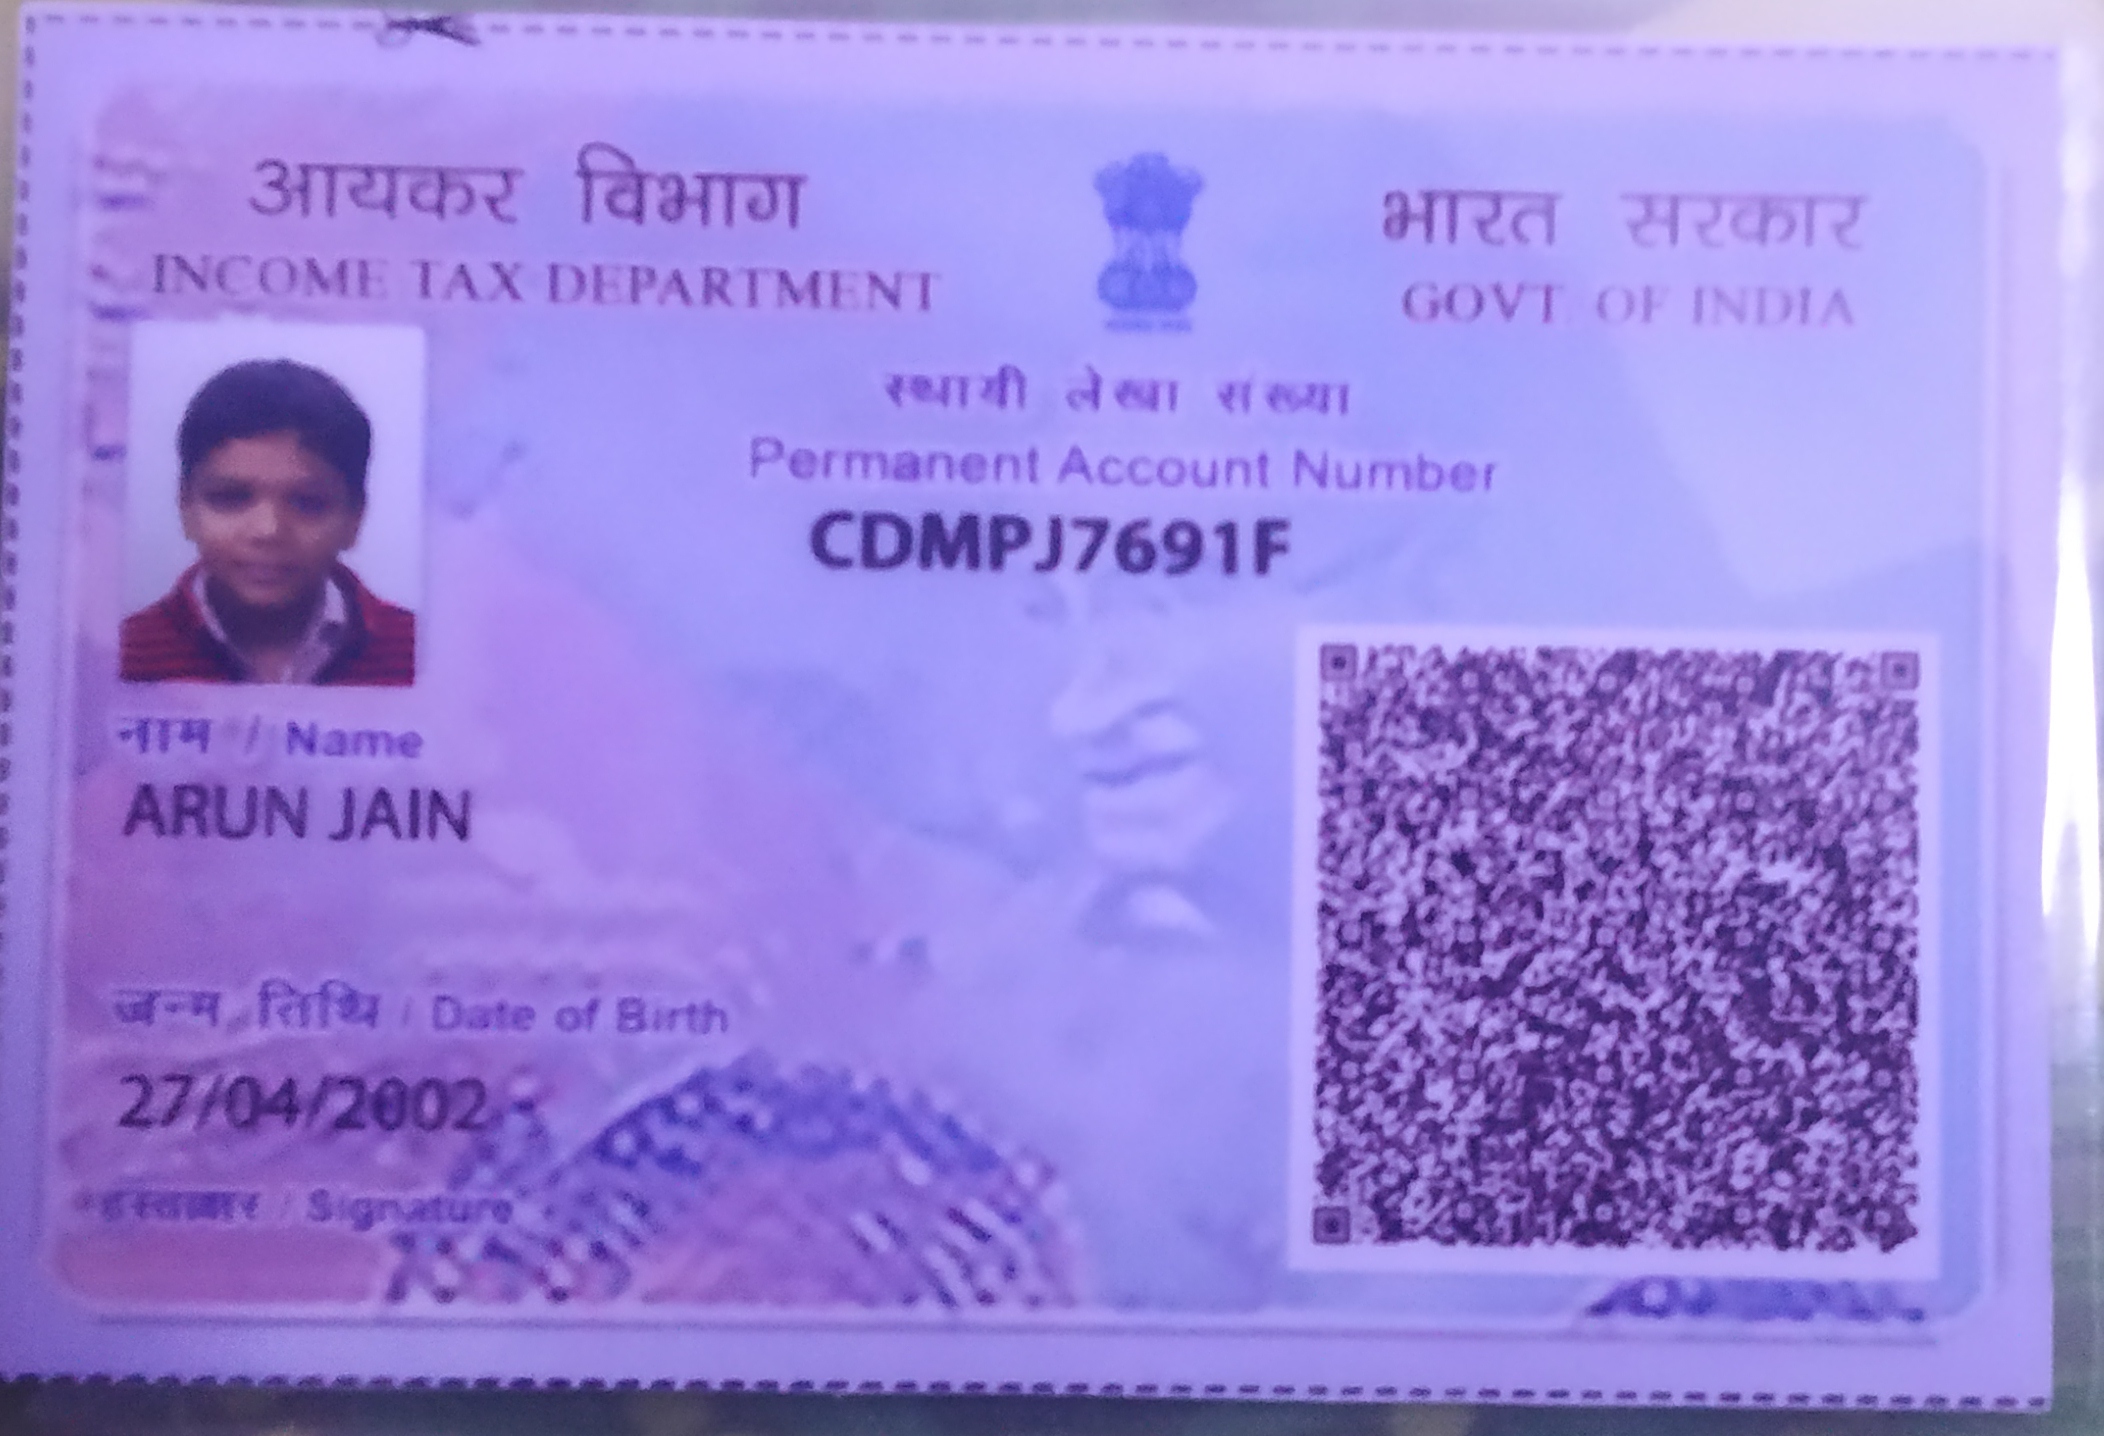 आयकर विभाग
INCOME TAX DEPARTMENT
भारत सरकार
GOVT. OF INDIA
स्थायी लेखा संख्या
Permanent Account Number
CDMPJ7691F
नाम / Name
ARUN JAIN
जन्म तिथि / Date of Birth
27/04/2002
हस्ताक्षर / Signature